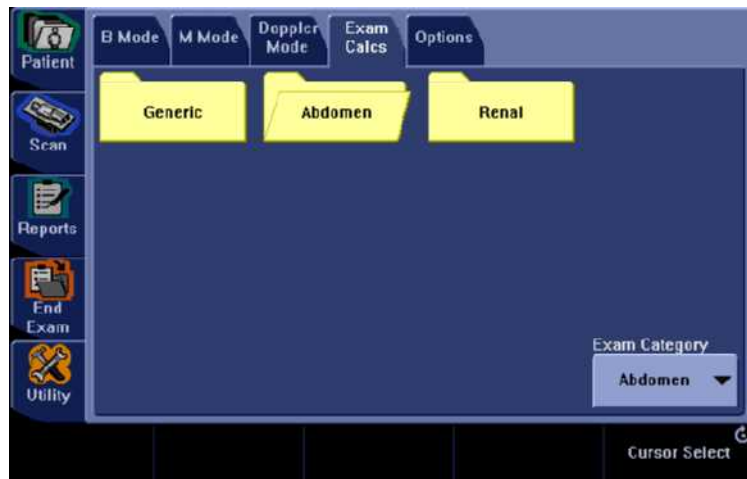 Patient
Scan
Reports
End
Exam
Utility
B Mode
M Mode
Doppler
Mode
Exam
Calcs
Options
Generic
Abdomen
Renal
Exam Category
Abdomen
Cursor Select